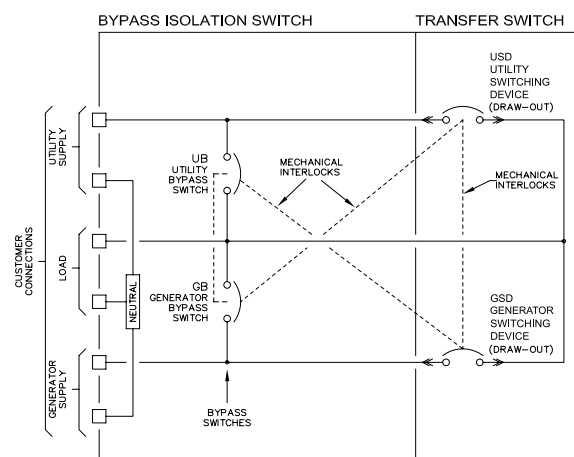 BYPASS ISOLATION SWITCH
TRANSFER SWITCH
USD
UTILITY
SWITCHING
DEVICE
(DRAW-OUT)
CUSTOMER
CONNECTIONS
UTILITY
SUPPLY
UB
UTILITY
BYPASS
SWITCH
MECHANICAL
INTERLOCKS
MECHANICAL
INTERLOCKS
LOAD
NEUTRAL
GB
GENERATOR
BYPASS
SWITCH
GSD
GENERATOR
SWITCHING
DEVICE
(DRAW-OUT)
GENERATOR
SUPPLY
BYPASS
SWITCHES